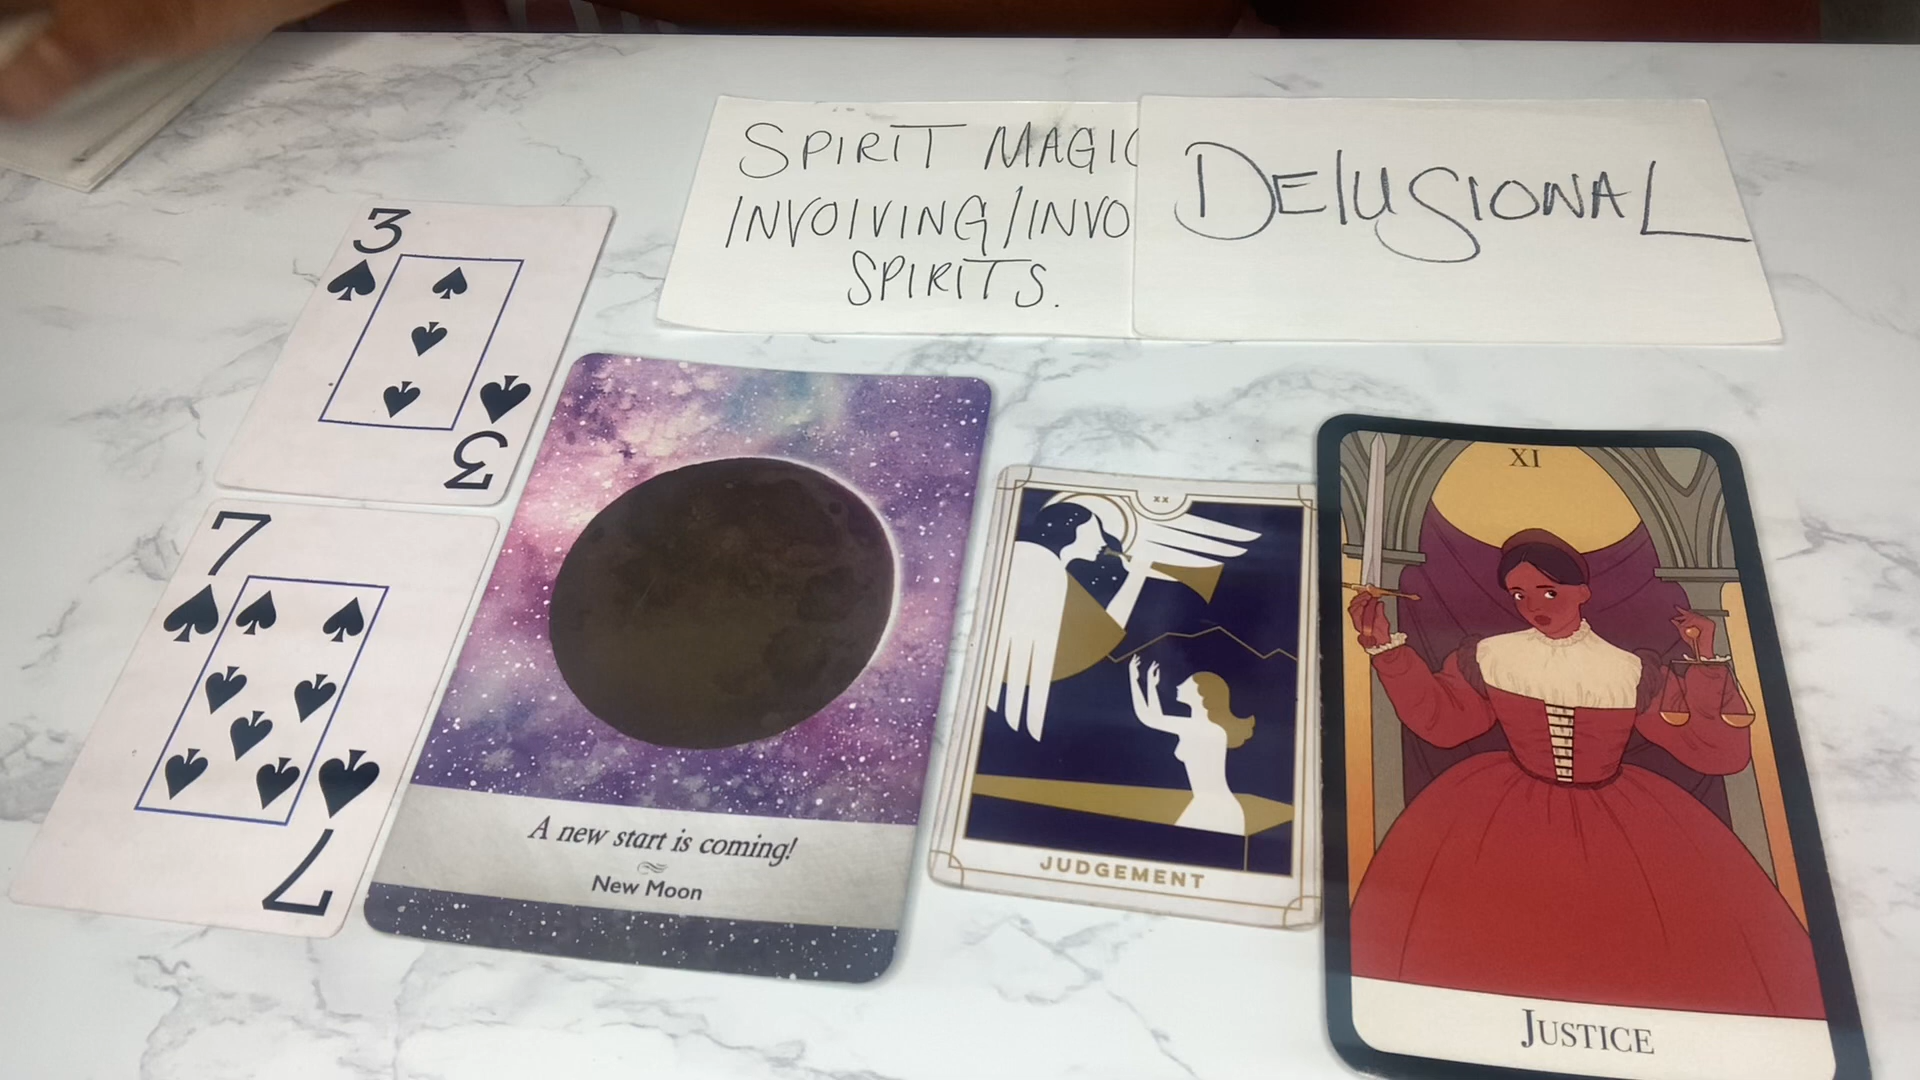 SPIRIT MAGIC
INVOLVING/INVO
SPIRITS.
DELUSIONAL
3
3
7
7
A new start is coming!
New Moon
XX
JUDGEMENT
XI
JUSTICE